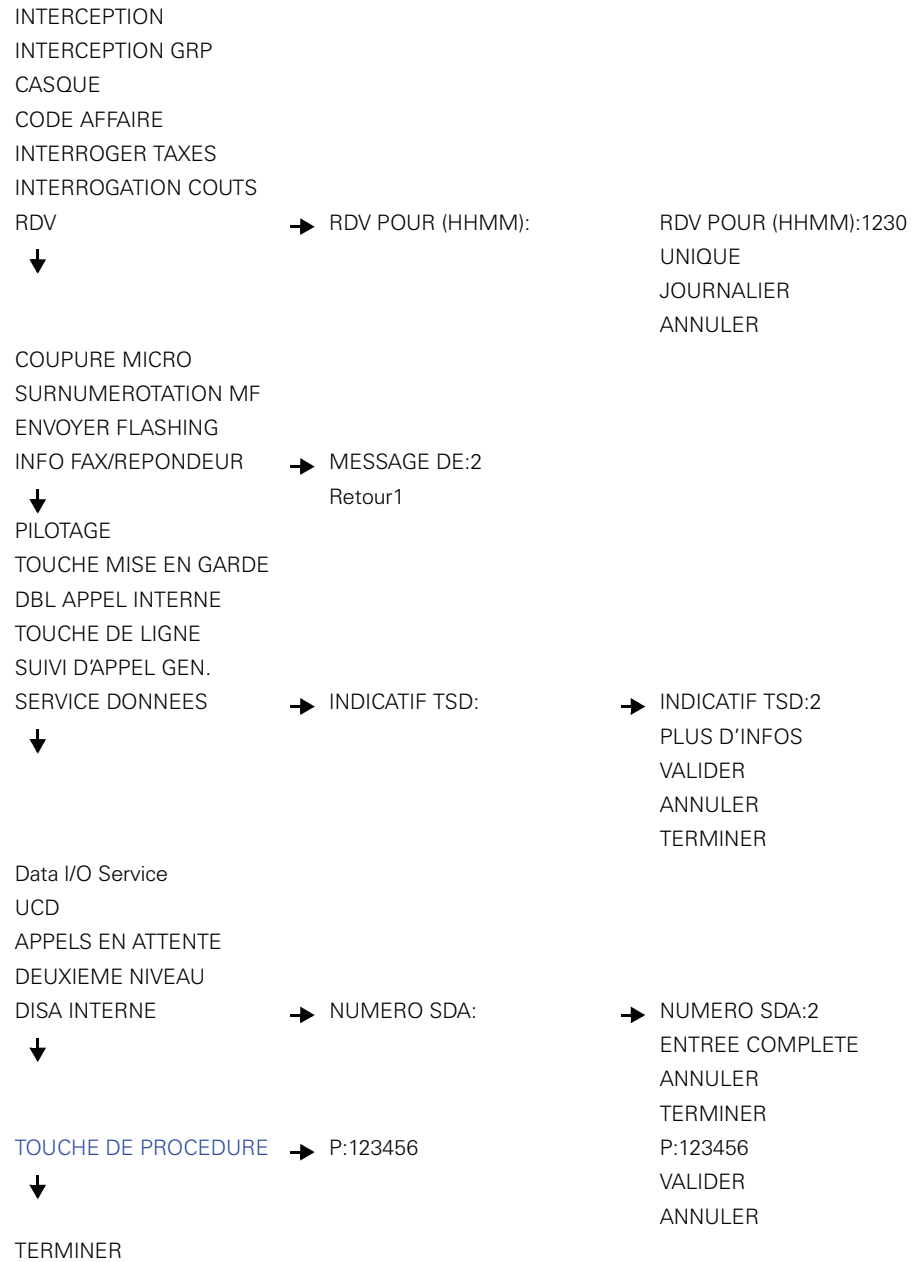 INTERCEPTION
INTERCEPTION GRP
CASQUE
CODE AFFAIRE
INTERROGER TAXES
INTERROGATION COUTS
RDV RDV POUR (HHMM): RDV POUR (HHMM):1230
UNIQUE
JOURNALIER
ANNULER
COUPURE MICRO
SURNUMEROTATION MF
ENVOYER FLASHING
INFO FAX/REPONDEUR MESSAGE DE:2
Retour1
PILOTAGE
TOUCHE MISE EN GARDE
DBL APPEL INTERNE
TOUCHE DE LIGNE
SUIVI D'APPEL GEN.
SERVICE DONNEES INDICATIF TSD: INDICATIF TSD:2
PLUS D'INFOS
VALIDER
ANNULER
TERMINER
Data I/O Service
UCD
APPELS EN ATTENTE
DEUXIEME NIVEAU
DISA INTERNE NUMERO SDA: NUMERO SDA:2
ENTREE COMPLETE
ANNULER
TERMINER
TOUCHE DE PROCEDURE P:123456 P:123456
VALIDER
ANNULER
TERMINER